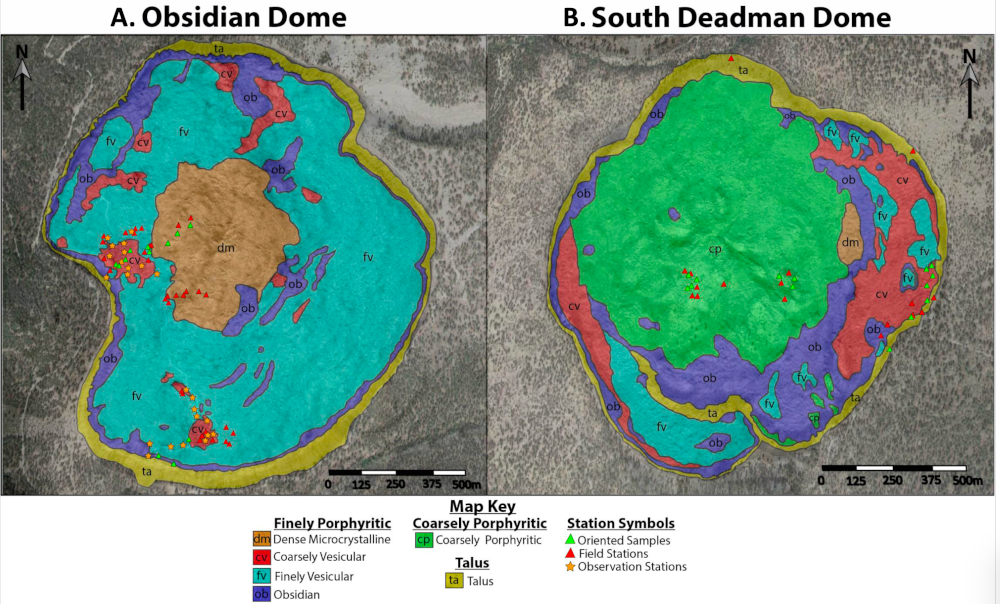 A. Obsidian Dome
B. South Deadman Dome
N
ta
cv
ob
cv
fv
fv
cv
ob
cv
ob
dm
fv
cv
ob
ob
ob
fv
cv
ta
0 125 250 375 500m
N
ta
ob
ob
fv
fv
ob
cv
ob
fv
dm
cp
fv
fv
cv
cv
ob
ob
ob
fv
fv
cp
ta
ta
ob
fv
ob
0 125 250 375 500m
Map Key
Finely Porphyritic
dm Dense Microcrystalline
cv Coarsely Vesicular
fv Finely Vesicular
ob Obsidian
Coarsely Porphyritic
cp Coarsely Porphyritic
Talus
ta Talus
Station Symbols
Oriented Samples
Field Stations
Observation Stations